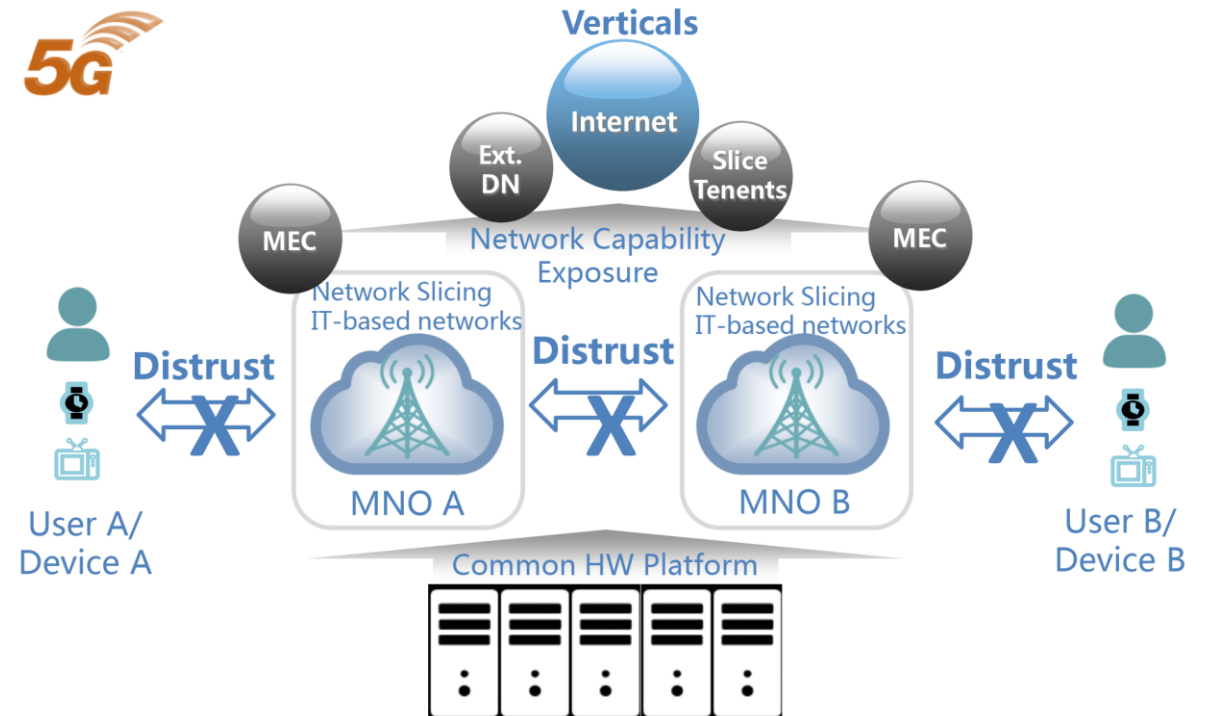 5G
Verticals
Internet
Ext.
DN
Slice
Tenents
MEC
MEC
Network Capability
Exposure
Network Slicing
IT-based networks
Network Slicing
IT-based networks
Distrust
X
Distrust
X
Distrust
X
MNO A
MNO B
User A/
Device A
User B/
Device B
Common HW Platform